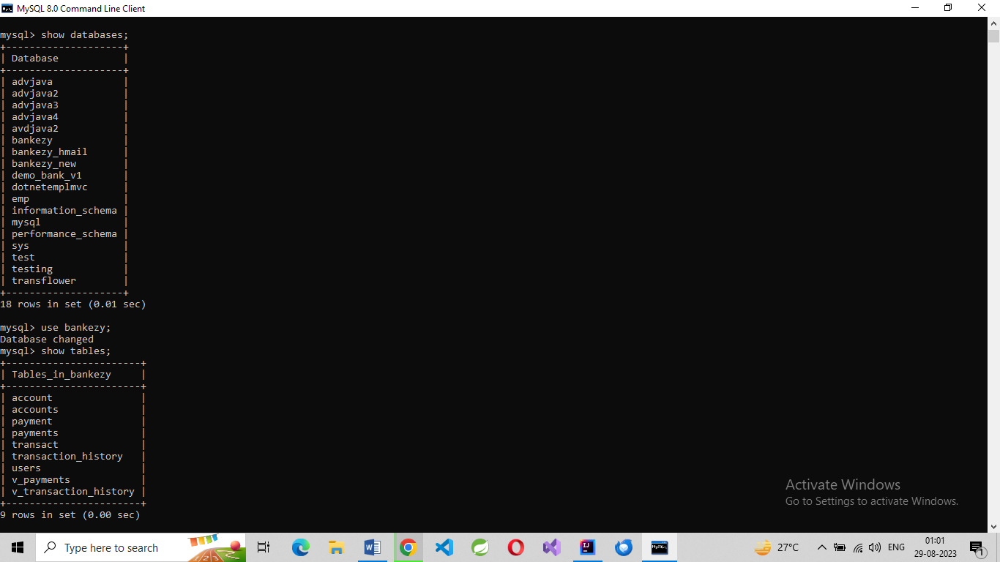 MySQL 8.0 Command Line Client
mysql> show databases;
+--------------------+
| Database           |
+--------------------+
| advjava            |
| advjava2           |
| advjava3           |
| advjava4           |
| avdjava2           |
| bankezy            |
| bankezy_hmail      |
| bankezy_new        |
| demo_bank_v1       |
| dotnetemplmvc      |
| emp                |
| information_schema |
| mysql              |
| performance_schema |
| sys                |
| test               |
| testing            |
| transflower        |
+--------------------+
18 rows in set (0.01 sec)
mysql> use bankezy;
Database changed
mysql> show tables;
+-----------------------+
| Tables_in_bankezy     |
+-----------------------+
| account               |
| accounts              |
| payment               |
| payments              |
| transact              |
| transaction_history   |
| users                 |
| v_payments            |
| v_transaction_history |
+-----------------------+
9 rows in set (0.00 sec)
Activate Windows
Go to Settings to activate Windows.
Type here to search
27°C
ENG
01:01
29-08-2023
1